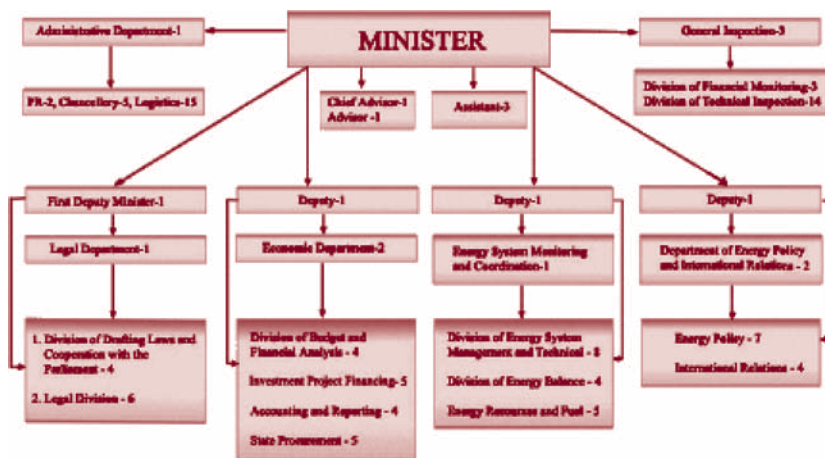 MINISTER
Administrative Department-1
General Inspection-3
PR-2, Chancellery-5, Logistics-15
Chief Advisor-1
Advisor -1
Assistant-3
Division of Financial Monitoring-3
Division of Technical Inspection-14
First Deputy Minister-1
Deputy-1
Deputy-1
Deputy-1
Legal Department-1
Economic Department-2
Energy System Monitoring
and Coordination-1
Department of Energy Policy
and International Relations - 2
1. Division of Drafting Laws and
Cooperation with the
Parliament - 4
2. Legal Division - 6
Division of Budget and
Financial Analysis - 4
Investment Project Financing- 5
Accounting and Reporting - 4
State Procurement - 5
Division of Energy System
Management and Technical - 8
Division of Energy Balance - 4
Energy Resources and Fuel - 5
Energy Policy - 7
International Relations - 4